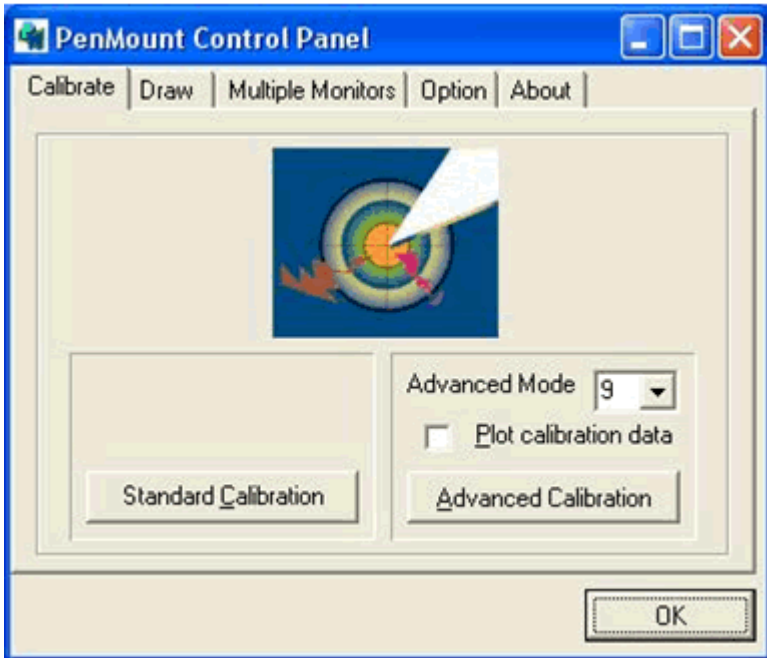 PenMount Control Panel
Calibrate Draw Multiple Monitors Option About
Advanced Mode 9
Plot calibration data
Standard Calibration Advanced Calibration
OK